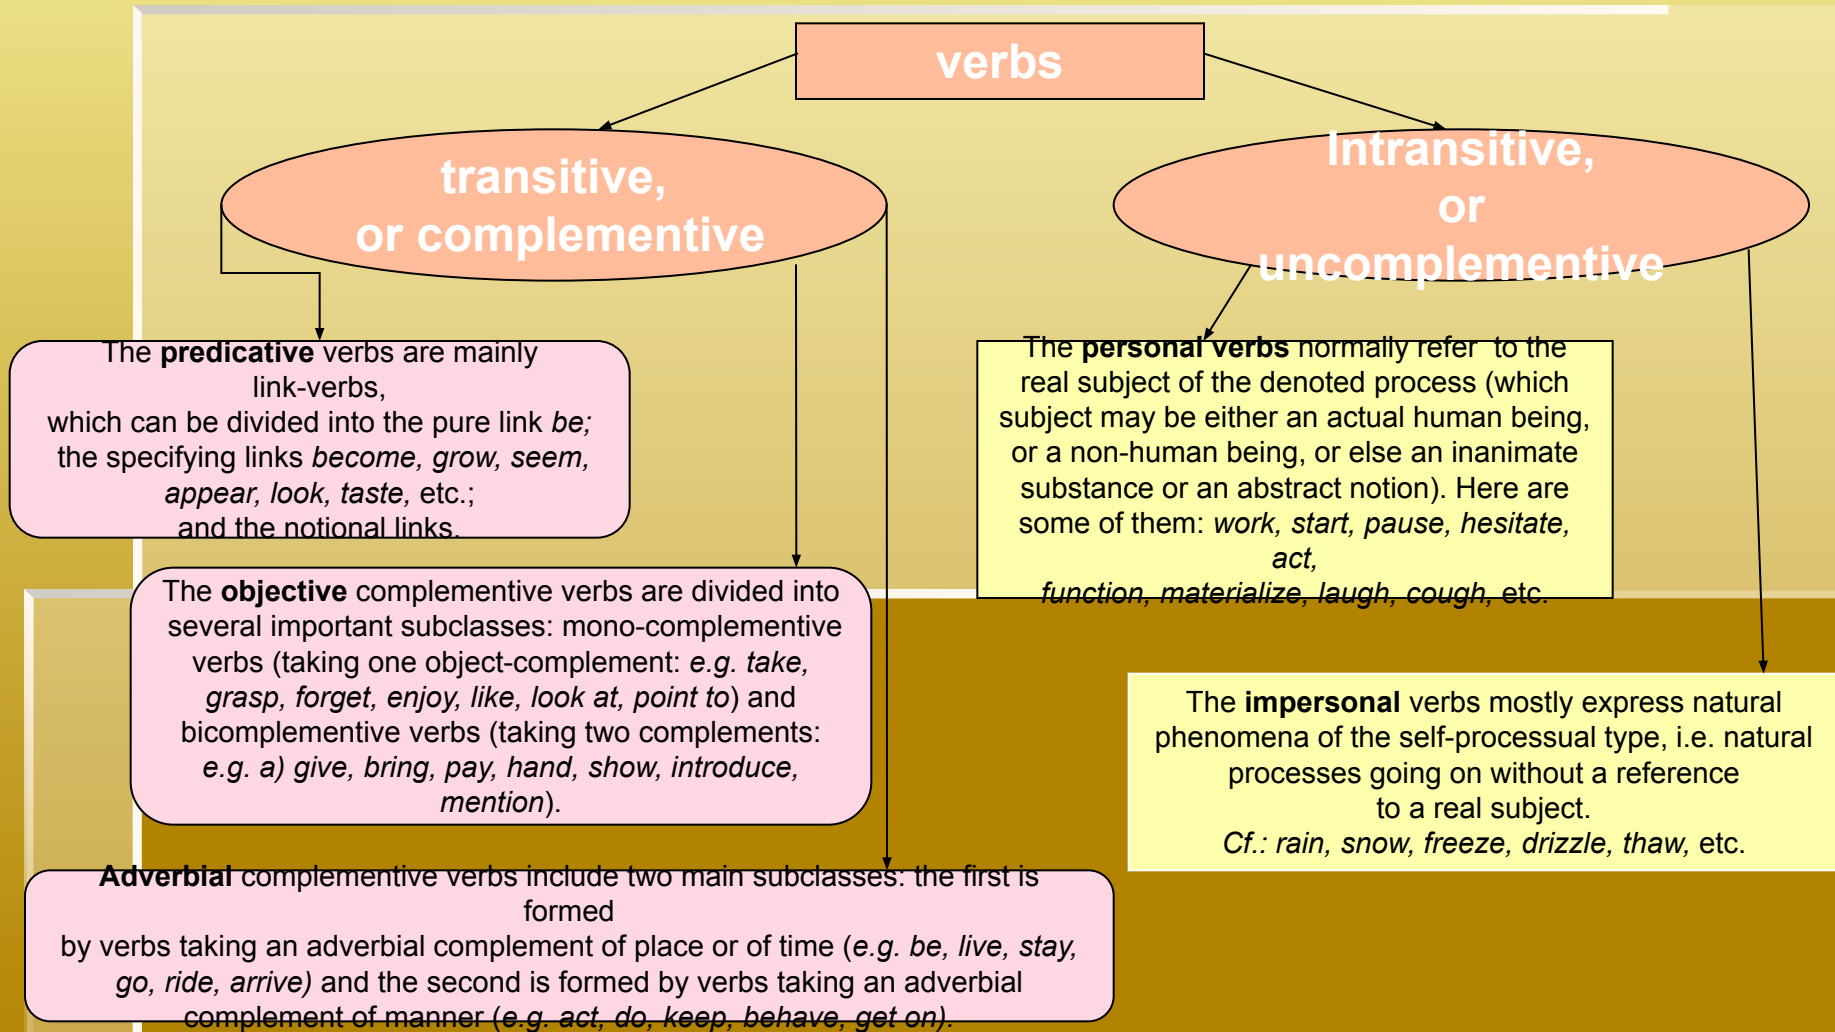 verbs
transitive,
or complementive
Intransitive,
or
uncomplementive
The predicative verbs are mainly
link-verbs,
which can be divided into the pure link be;
the specifying links become, grow, seem,
appear, look, taste, etc.;
and the notional links.
The objective complementive verbs are divided into
several important subclasses: mono-complementive
verbs (taking one object-complement: e.g. take,
grasp, forget, enjoy, like, look at, point to) and
bicomplementive verbs (taking two complements:
e.g. a) give, bring, pay, hand, show, introduce,
mention).
Adverbial complementive verbs include two main subclasses: the first is
formed
by verbs taking an adverbial complement of place or of time (e.g. be, live, stay,
go, ride, arrive) and the second is formed by verbs taking an adverbial
complement of manner (e.g. act, do, keep, behave, get on).
The personal verbs normally refer to the
real subject of the denoted process (which
subject may be either an actual human being,
or a non-human being, or else an inanimate
substance or an abstract notion). Here are
some of them: work, start, pause, hesitate,
act,
function, materialize, laugh, cough, etc.
The impersonal verbs mostly express natural
phenomena of the self-processual type, i.e. natural
processes going on without a reference
to a real subject.
Cf.: rain, snow, freeze, drizzle, thaw, etc.